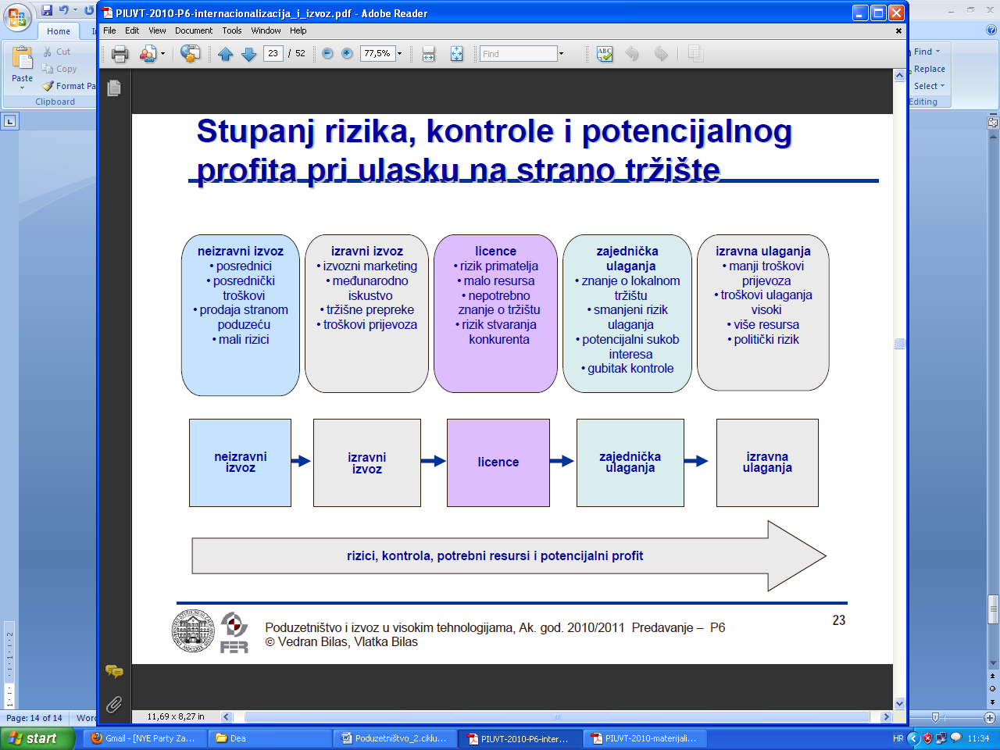 PIUVT-2010-P6-internacionalizacija_i_izvoz.pdf - Adobe Reader
File Edit View Document Tools Window Help
Home
Cut
Copy
Format Pa
Paste
Clipboard
23 / 52
77,5%
Find
Find
Replace
Select
Editing
Stupanj rizika, kontrole i potencijalnog
profita pri ulasku na strano tržište
neizravni izvoz
• posrednici
• posrednički
troškovi
• prodaja stranom
poduzeću
• mali rizici
izravni izvoz
• izvozni marketing
• međunarodno
iskustvo
• tržišne prepreke
• troškovi prijevoza
licence
• rizik primatelja
• malo resursa
• nepotrebno
znanje o tržištu
• rizik stvaranja
konkurenta
zajednička
ulaganja
• znanje o lokalnom
tržištu
• smanjeni rizik
ulaganja
• potencijalni sukob
interesa
• gubitak kontrole
izravna ulaganja
• manji troškovi
prijevoza
• troškovi ulaganja
visoki
• više resursa
• politički rizik
neizravni
izvoz
izravni
izvoz
licence
zajednička
ulaganja
izravna
ulaganja
rizici, kontrola, potrebni resursi i potencijalni profit
FER
Poduzetništvo i izvoz u visokim tehnologijama, Ak. god. 2010/2011 Predavanje – P6
© Vedran Bilas, Vlatka Bilas
23
11,69 x 8,27 in
Page: 14 of 14
start
Gmail - [NYE Party Za...
Dea
Poduzetništvo_2.ciklu...
PIUVT-2010-P6-inter...
PIUVT-2010-materijali...
HR
11:34